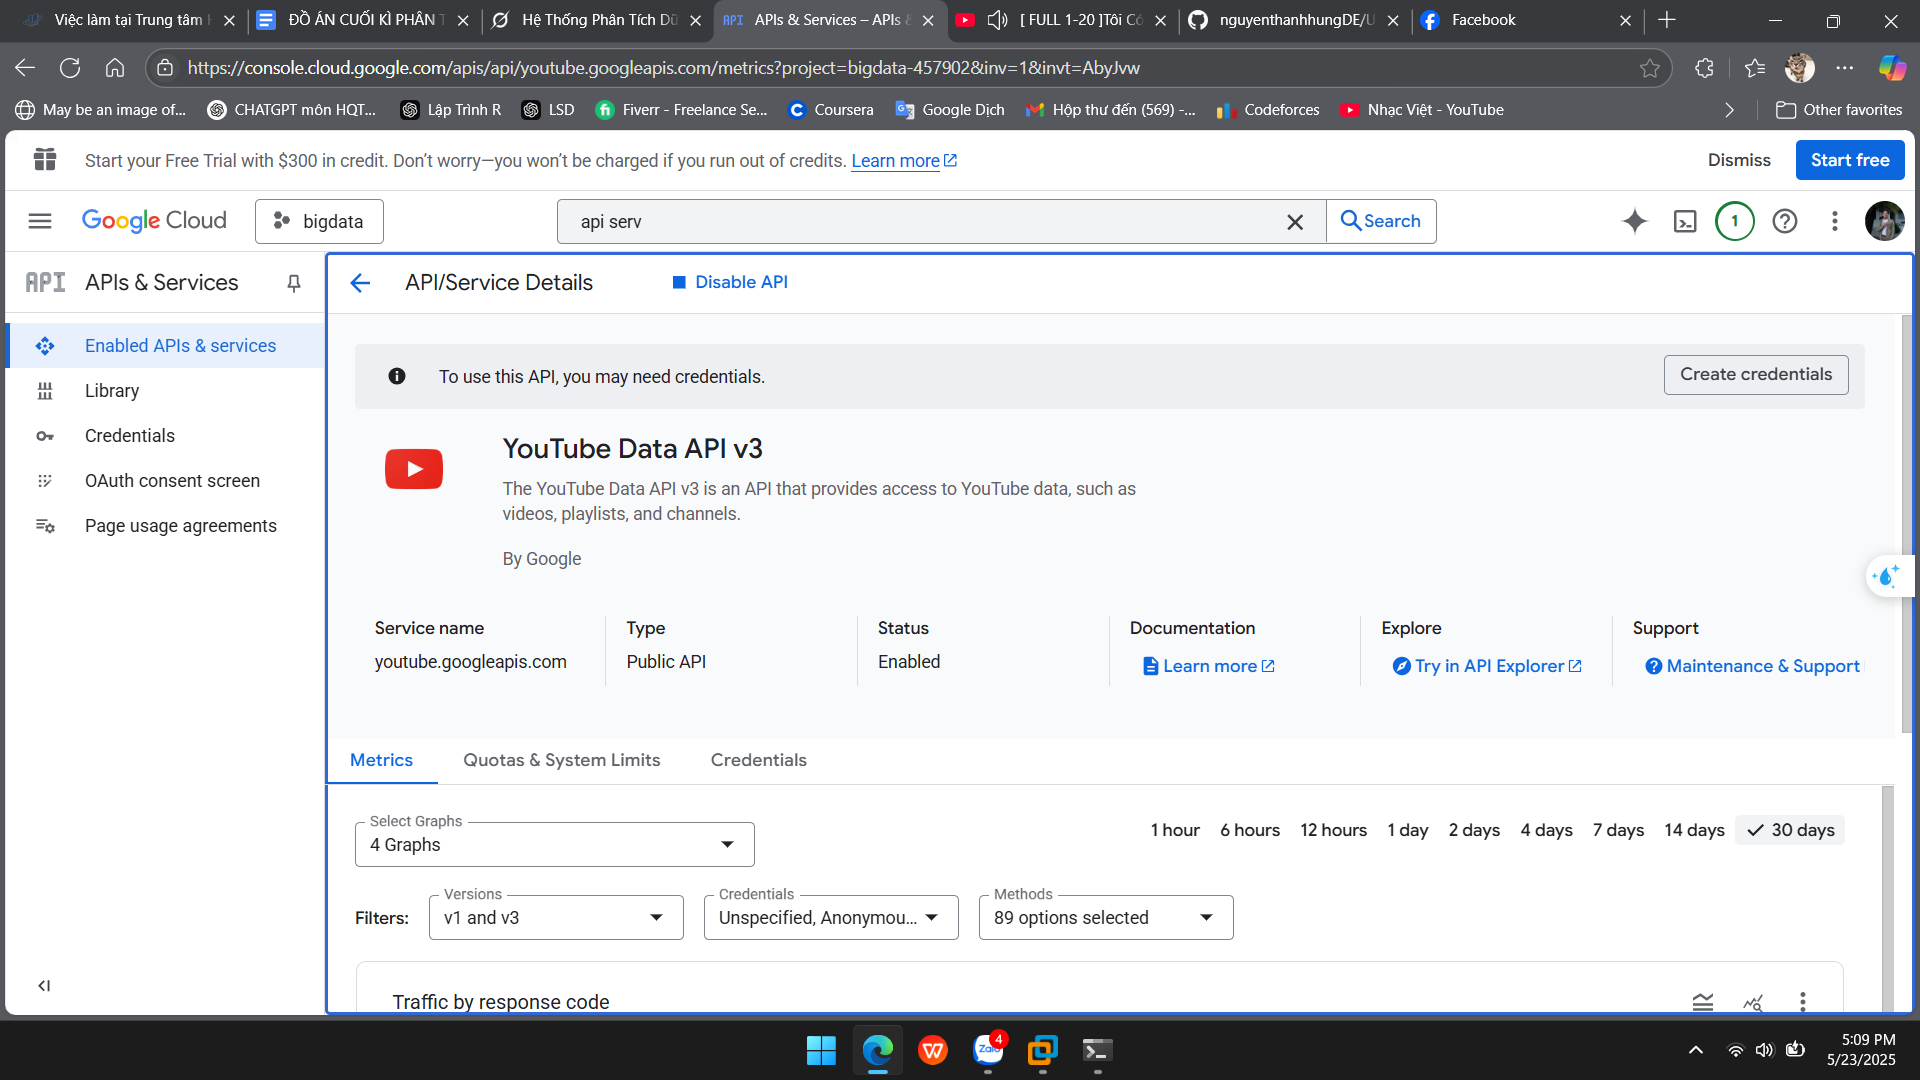 Việc làm tại Trung tâm
ĐỒ ÁN CUỐI KÌ PHÂN T
Hệ Thống Phân Tích Dữ
API APIs & Services – APIs &
[ FULL 1-20 ]Tôi Có
nguyenthanhhungDE/U
Facebook
https://console.cloud.google.com/apis/api/youtube.googleapis.com/metrics?project=bigdata-457902&inv=1&invt=AbyJvw
May be an image of...
CHATGPT môn HQT...
Lập Trình R
LSD
Fiverr - Freelance Se...
Coursera
Google Dịch
Hộp thư đến (569) -...
Codeforces
Nhạc Việt - YouTube
Other favorites
Start your Free Trial with $300 in credit. Don’t worry—you won’t be charged if you run out of credits. Learn more
Dismiss
Start free
Google Cloud
bigdata
api serv
Search
1
API APIs & Services
API/Service Details
Disable API
Enabled APIs & services
Library
Credentials
OAuth consent screen
Page usage agreements
To use this API, you may need credentials.
Create credentials
YouTube Data API v3
The YouTube Data API v3 is an API that provides access to YouTube data, such as
videos, playlists, and channels.
By Google
Service name
youtube.googleapis.com
Type
Public API
Status
Enabled
Documentation
Learn more
Explore
Try in API Explorer
Support
Maintenance & Support
Metrics
Quotas & System Limits
Credentials
Select Graphs
4 Graphs
1 hour
6 hours
12 hours
1 day
2 days
4 days
7 days
14 days
30 days
Filters:
Versions
v1 and v3
Credentials
Unspecified, Anonymou...
Methods
89 options selected
Traffic by response code
Zalo
4
5:09 PM
5/23/2025